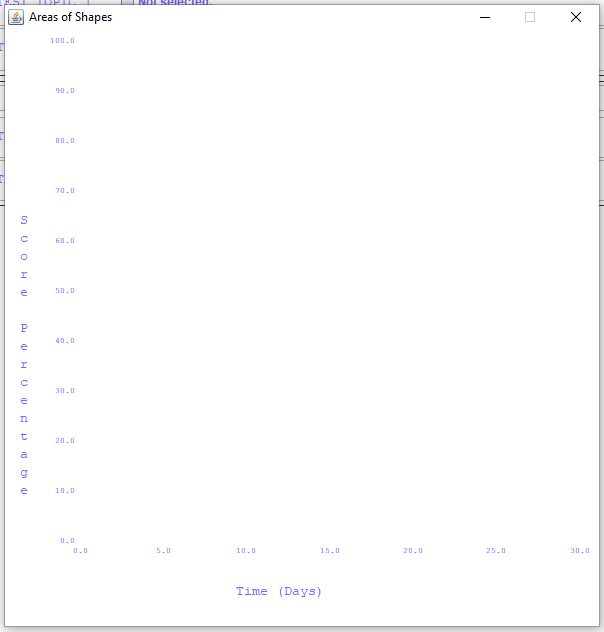 Not selected.
Areas of Shapes
100.0
90.0
80.0
70.0
60.0
50.0
40.0
30.0
20.0
10.0
0.0
Score Percentage
0.0 5.0 10.0 15.0 20.0 25.0 30.0
Time (Days)